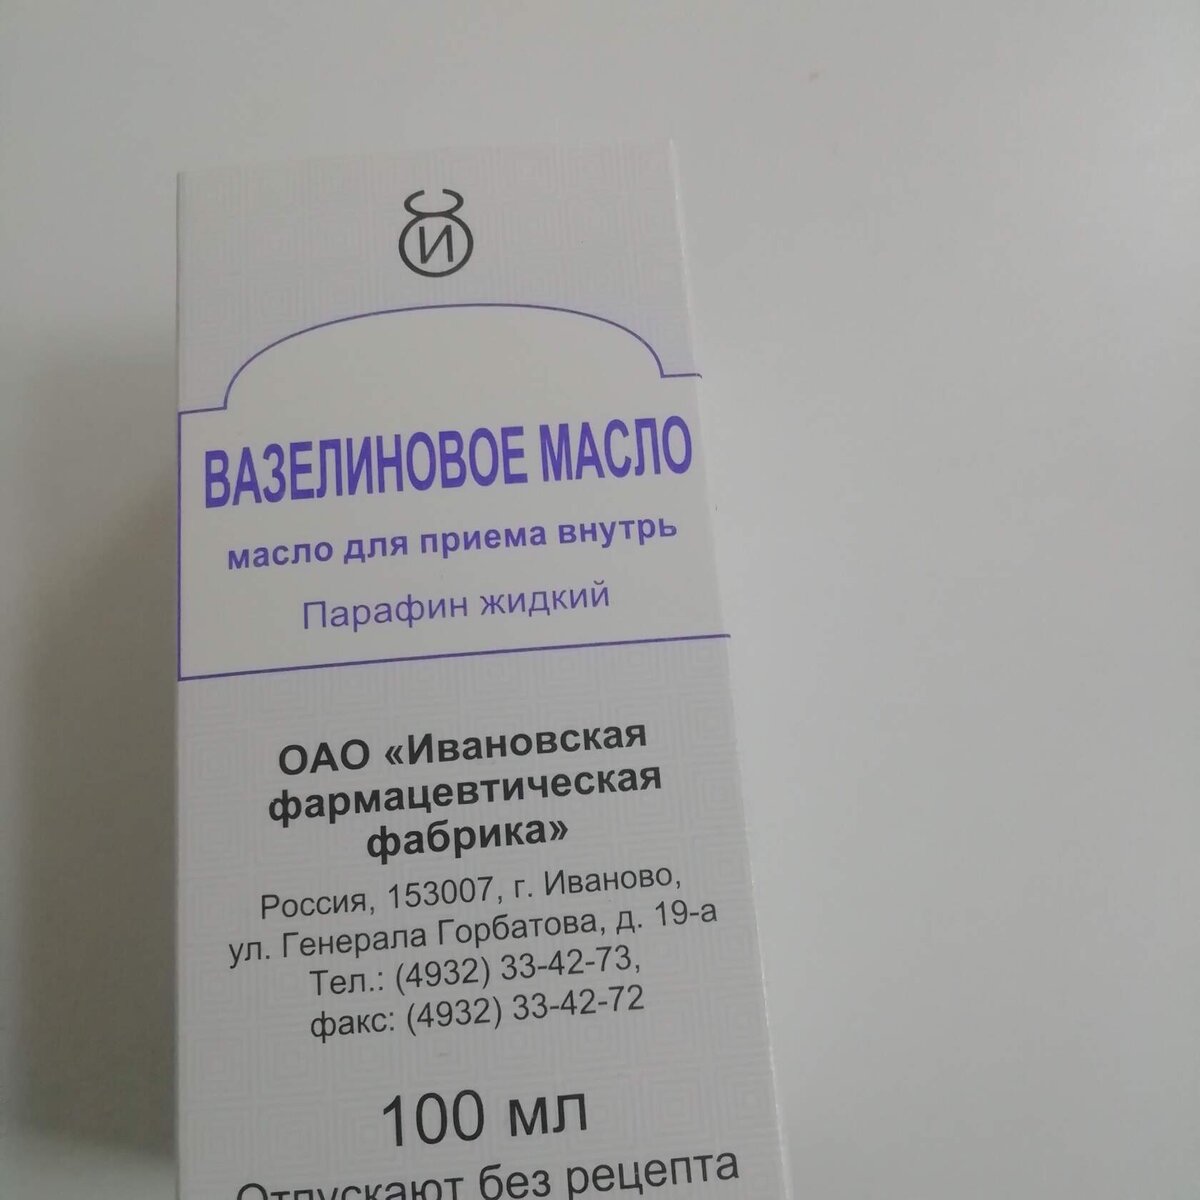 И
ВАЗЕЛИНОВОЕ МАСЛО
масло для приема внутрь
Парафин жидкий
ОАО «Ивановская
фармацевтическая
фабрика»
Россия, 153007, г. Иваново,
ул. Генерала Горбатова, д. 19-а
Тел.: (4932) 33-42-73,
факс: (4932) 33-42-72
100 мл
Отпускают без рецепта